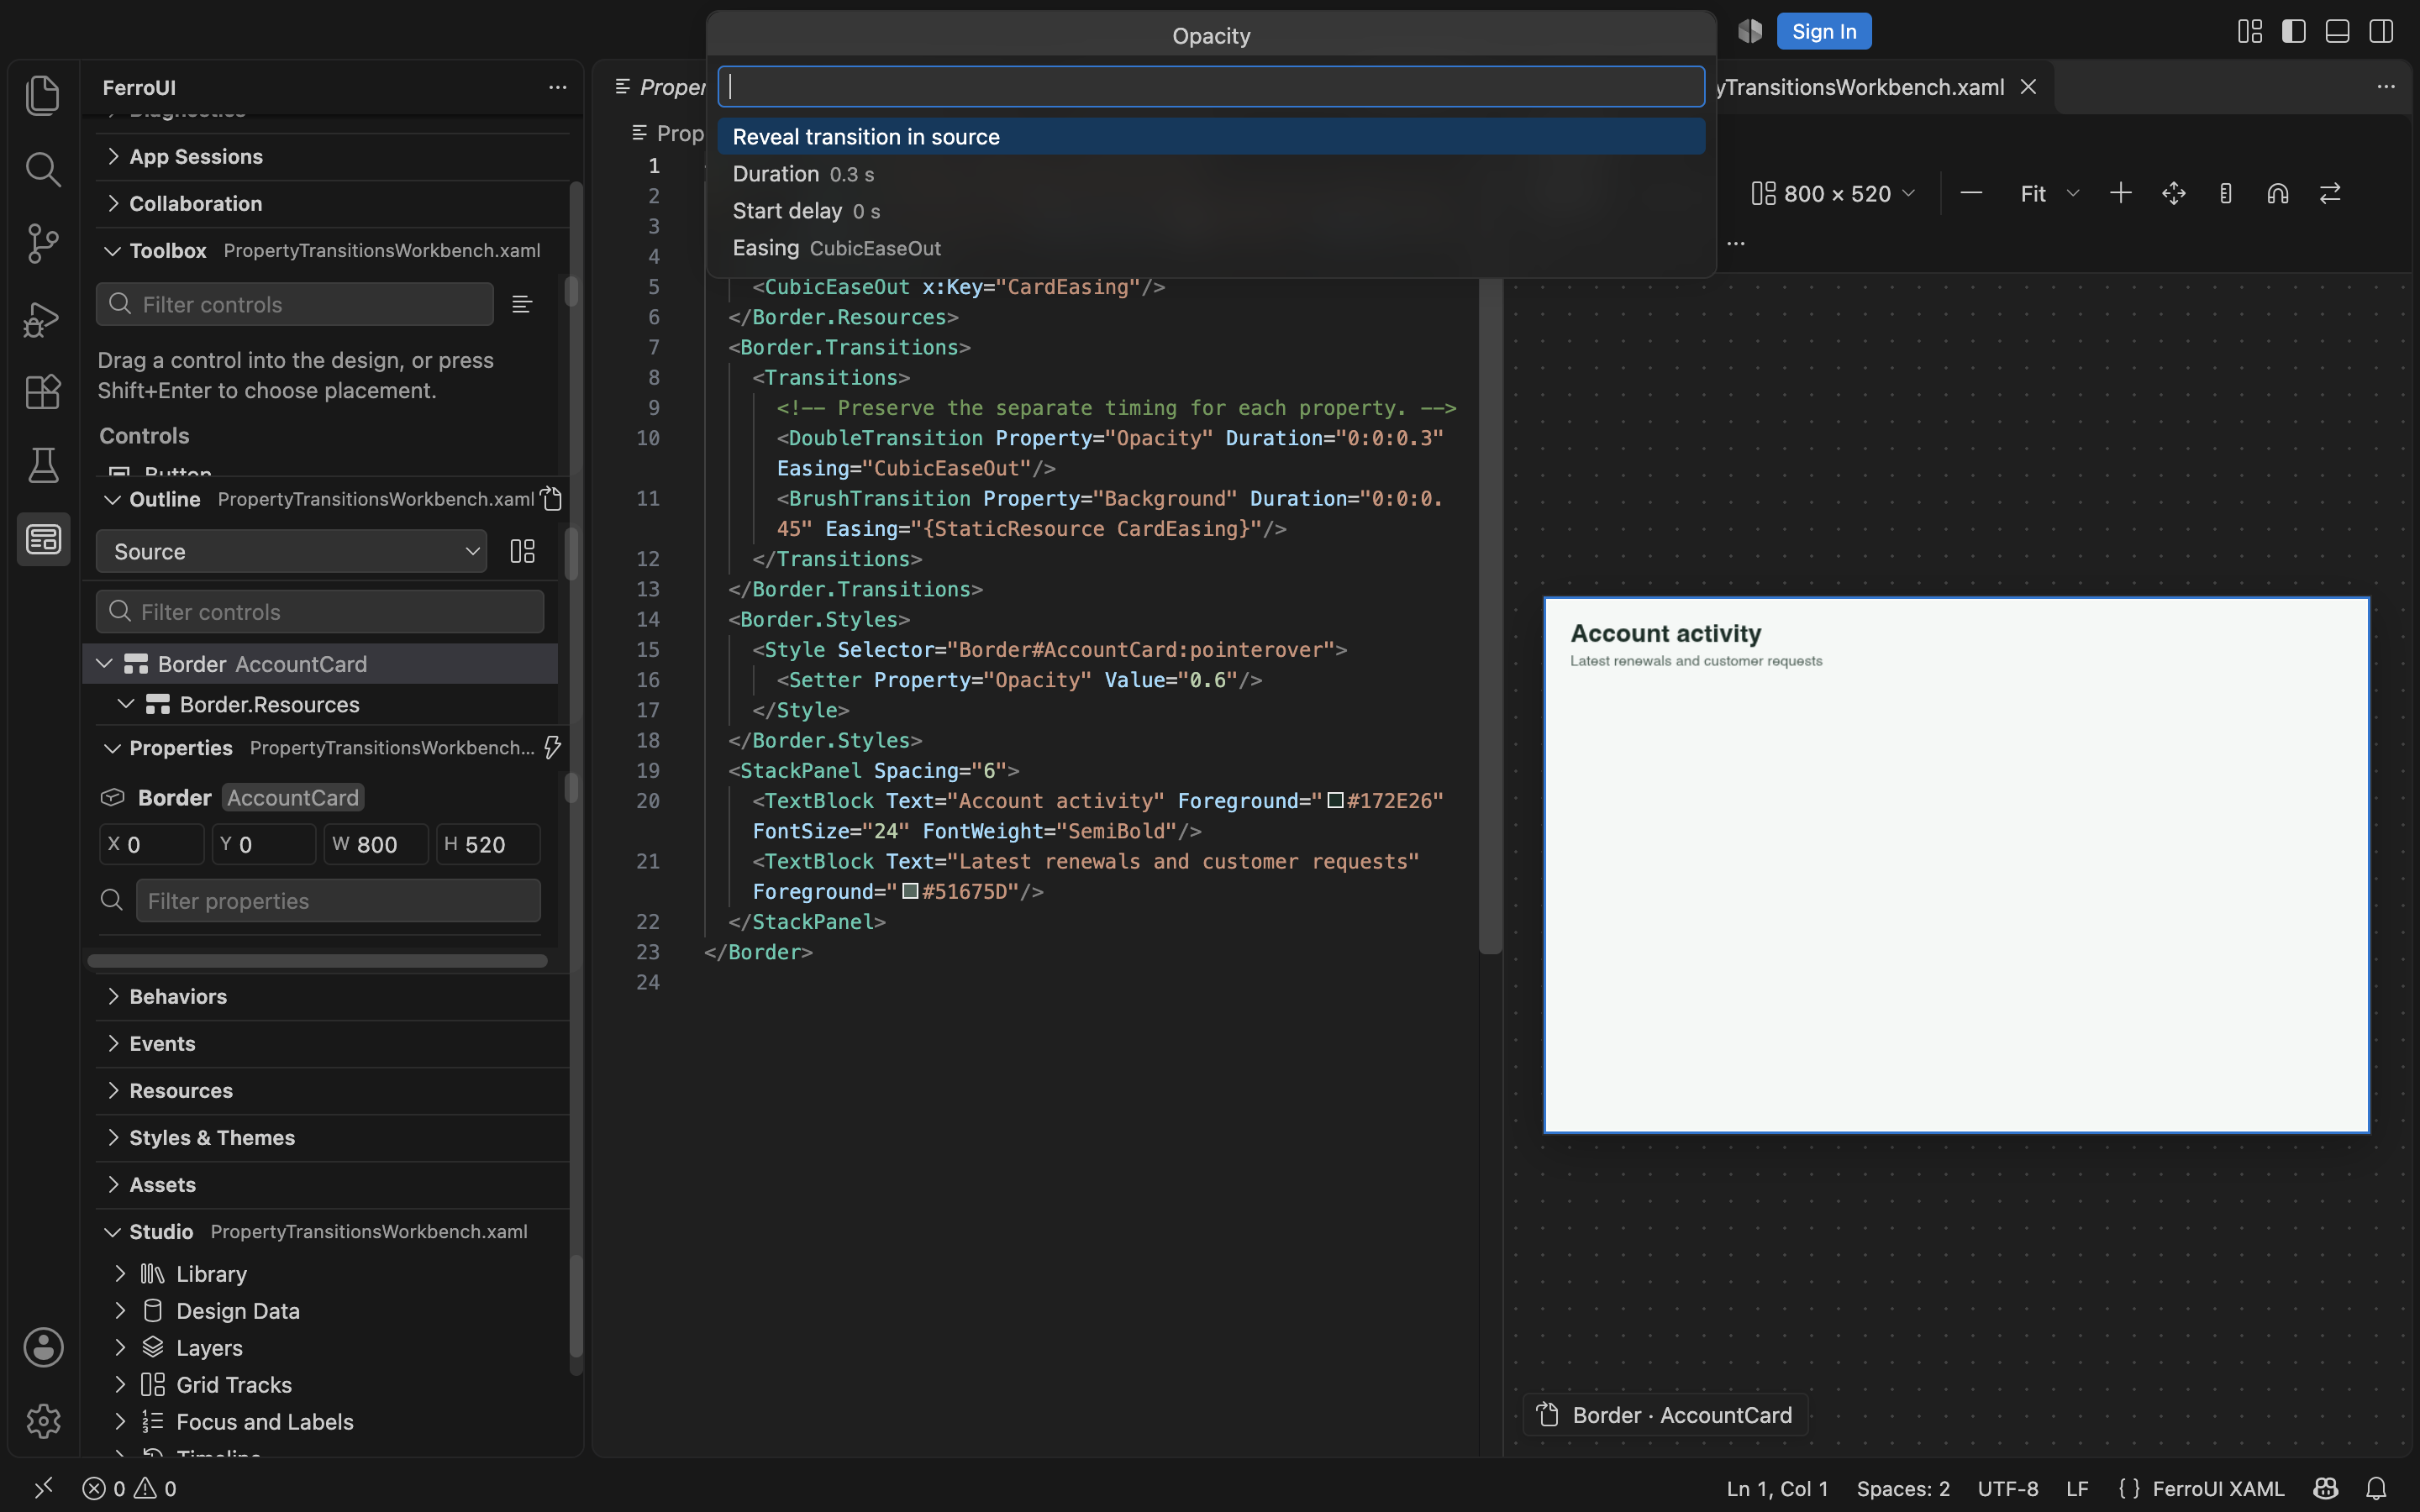 Opacity
Sign In
Reveal transition in source
Duration 0.3 s
Start delay 0 s
Easing CubicEaseOut
FerroUI
App Sessions
Collaboration
Toolbox PropertyTransitionsWorkbench.xaml
Filter controls
Drag a control into the design, or press
Shift+Enter to choose placement.
Controls
Button
Outline PropertyTransitionsWorkbench.xaml
Source
Filter controls
Border AccountCard
Border.Resources
Properties PropertyTransitionsWorkbench...
Border AccountCard
X 0 Y 0 W 800 H 520
Filter properties
Behaviors
Events
Resources
Styles & Themes
Assets
Studio PropertyTransitionsWorkbench.xaml
Library
Design Data
Layers
Grid Tracks
Focus and Labels
Timeline
1
2
3
4
5 <CubicEaseOut x:Key="CardEasing"/>
6 </Border.Resources>
7 <Border.Transitions>
8 <Transitions>
9 <!-- Preserve the separate timing for each property. -->
10 <DoubleTransition Property="Opacity" Duration="0:0:0.3"
Easing="CubicEaseOut"/>
11 <BrushTransition Property="Background" Duration="0:0:0.
45" Easing="{StaticResource CardEasing}"/>
12 </Transitions>
13 </Border.Transitions>
14 <Border.Styles>
15 <Style Selector="Border#AccountCard:pointerover">
16 <Setter Property="Opacity" Value="0.6"/>
17 </Style>
18 </Border.Styles>
19 <StackPanel Spacing="6">
20 <TextBlock Text="Account activity" Foreground="#172E26"
FontSize="24" FontWeight="SemiBold"/>
21 <TextBlock Text="Latest renewals and customer requests"
Foreground="#51675D"/>
22 </StackPanel>
23 </Border>
24
yTransitionsWorkbench.xaml
800 × 520 Fit
Account activity
Latest renewals and customer requests
Border · AccountCard
0 0
Ln 1, Col 1 Spaces: 2 UTF-8 LF { } FerroUI XAML